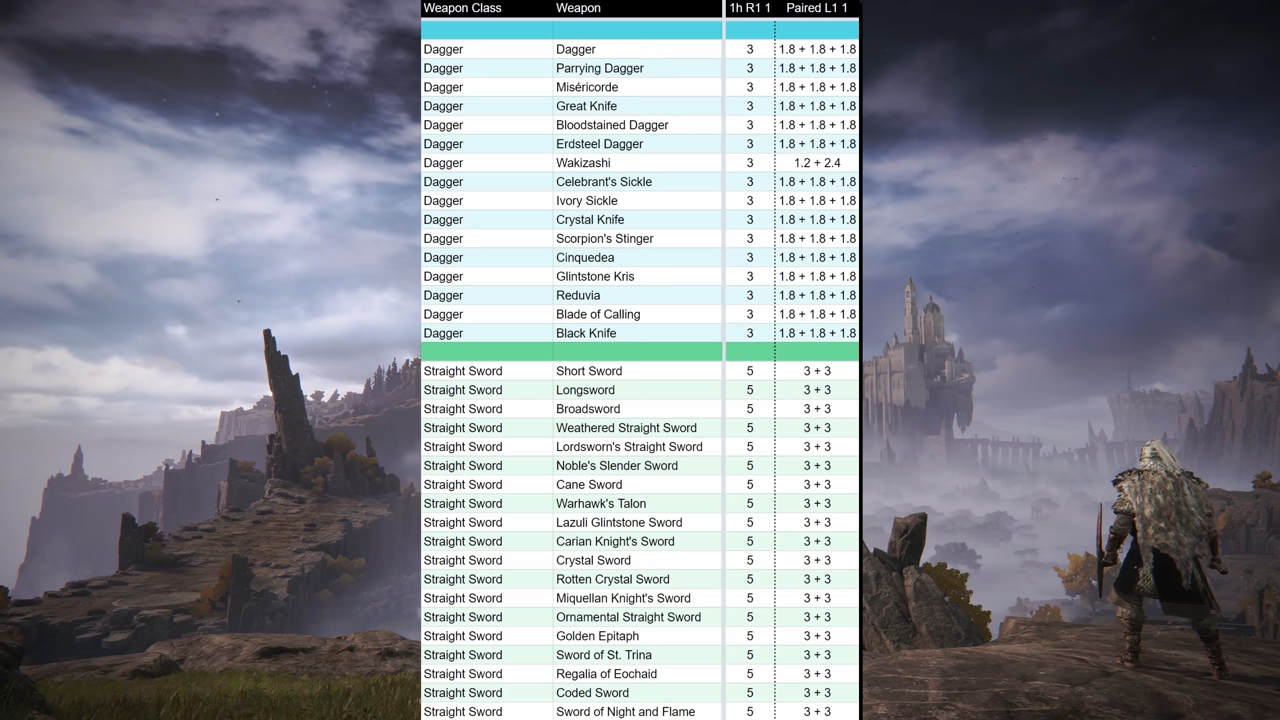 Weapon Class Weapon 1h R1 1 Paired L1 1
Dagger Dagger 3 1.8 + 1.8 + 1.8
Dagger Parrying Dagger 3 1.8 + 1.8 + 1.8
Dagger Miséricorde 3 1.8 + 1.8 + 1.8
Dagger Great Knife 3 1.8 + 1.8 + 1.8
Dagger Bloodstained Dagger 3 1.8 + 1.8 + 1.8
Dagger Erdsteel Dagger 3 1.8 + 1.8 + 1.8
Dagger Wakizashi 3 1.2 + 2.4
Dagger Celebrant's Sickle 3 1.8 + 1.8 + 1.8
Dagger Ivory Sickle 3 1.8 + 1.8 + 1.8
Dagger Crystal Knife 3 1.8 + 1.8 + 1.8
Dagger Scorpion's Stinger 3 1.8 + 1.8 + 1.8
Dagger Cinquedea 3 1.8 + 1.8 + 1.8
Dagger Glintstone Kris 3 1.8 + 1.8 + 1.8
Dagger Reduvia 3 1.8 + 1.8 + 1.8
Dagger Blade of Calling 3 1.8 + 1.8 + 1.8
Dagger Black Knife 3 1.8 + 1.8 + 1.8
Straight Sword Short Sword 5 3 + 3
Straight Sword Longsword 5 3 + 3
Straight Sword Broadsword 5 3 + 3
Straight Sword Weathered Straight Sword 5 3 + 3
Straight Sword Lordsworn's Straight Sword 5 3 + 3
Straight Sword Noble's Slender Sword 5 3 + 3
Straight Sword Cane Sword 5 3 + 3
Straight Sword Warhawk's Talon 5 3 + 3
Straight Sword Lazuli Glintstone Sword 5 3 + 3
Straight Sword Carian Knight's Sword 5 3 + 3
Straight Sword Crystal Sword 5 3 + 3
Straight Sword Rotten Crystal Sword 5 3 + 3
Straight Sword Miquellan Knight's Sword 5 3 + 3
Straight Sword Ornamental Straight Sword 5 3 + 3
Straight Sword Golden Epitaph 5 3 + 3
Straight Sword Sword of St. Trina 5 3 + 3
Straight Sword Regalia of Eochaid 5 3 + 3
Straight Sword Coded Sword 5 3 + 3
Straight Sword Sword of Night and Flame 5 3 + 3